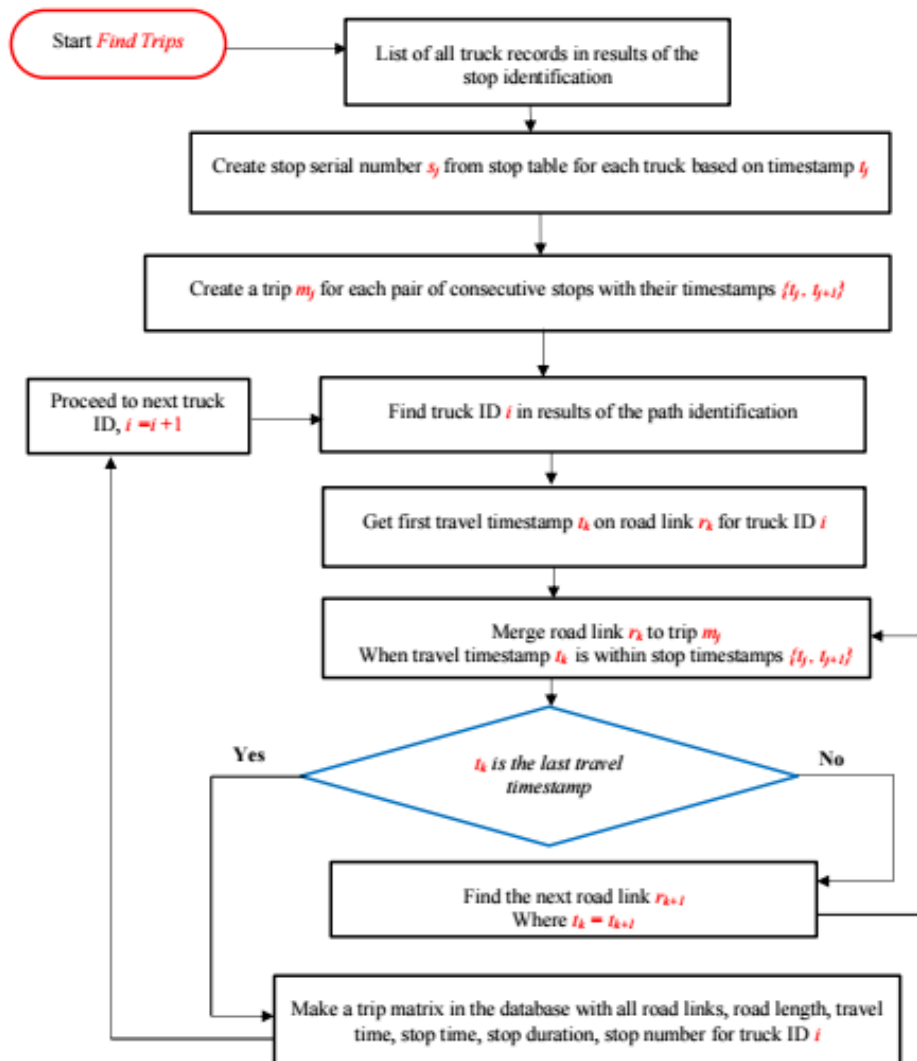 Start Find Trips
List of all truck records in results of the
stop identification
Create stop serial number sj from stop table for each truck based on timestamp tj
Create a trip mj for each pair of consecutive stops with their timestamps {tj , tj+1}
Proceed to next truck
ID, i =i +1
Find truck ID i in results of the path identification
Get first travel timestamp tk on road link rk for truck ID i
Merge road link rk to trip mj
When travel timestamp tk is within stop timestamps {tj, tj+1}
Yes
tk is the last travel
timestamp
No
Find the next road link rk+1
Where tk = tk+1
Make a trip matrix in the database with all road links, road length, travel
time, stop time, stop duration, stop number for truck ID i